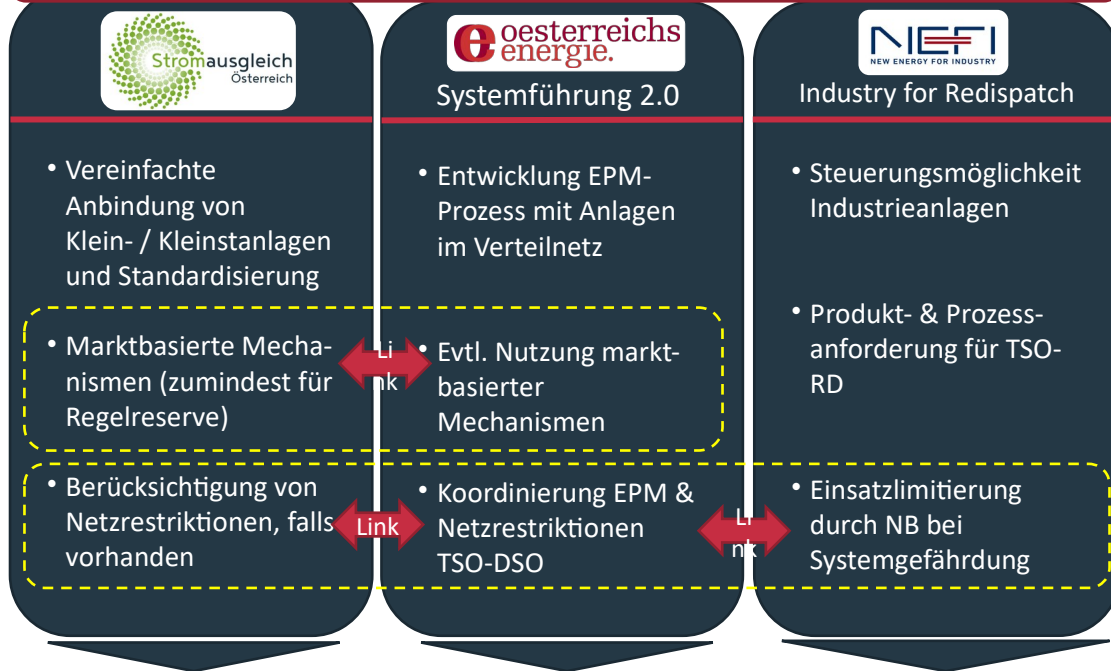 Stromausgleich
Österreich
oesterreichs
energie.
Systemführung 2.0
NEFI
NEW ENERGY FOR INDUSTRY
Industry for Redispatch
• Vereinfachte
Anbindung von
Klein- / Kleinstanlagen
und Standardisierung
• Marktbasierte Mecha-
nismen (zumindest für
Regelreserve)
• Berücksichtigung von
Netzrestriktionen, falls
vorhanden
Li
nk
Link
• Entwicklung EPM-
Prozess mit Anlagen
im Verteilnetz
• Evtl. Nutzung markt-
basierter
Mechanismen
• Koordinierung EPM &
Netzrestriktionen
TSO-DSO
Li
nk
• Steuerungsmöglichkeit
Industrieanlagen
• Produkt- & Prozess-
anforderung für TSO-
RD
• Einsatzlimitierung
durch NB bei
Systemgefährdung